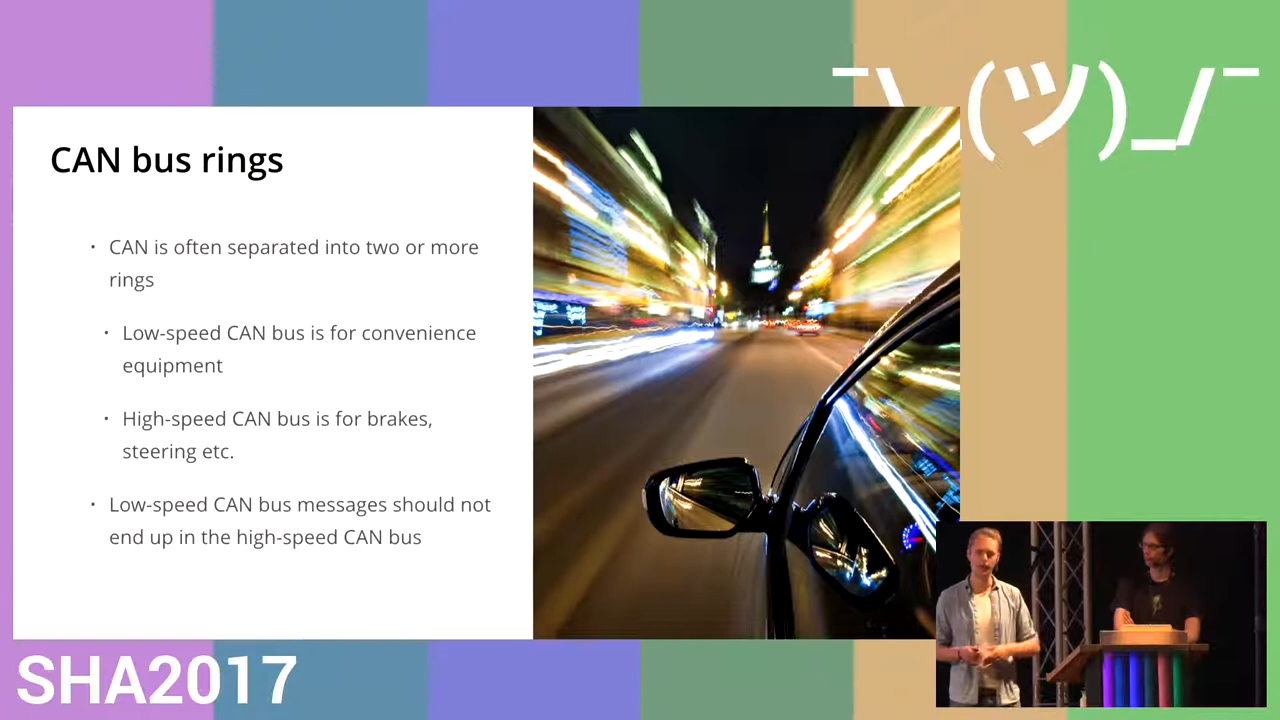 ¯\_(ツ)_/¯
CAN bus rings
• CAN is often separated into two or more
rings
• Low-speed CAN bus is for convenience
equipment
• High-speed CAN bus is for brakes,
steering etc.
• Low-speed CAN bus messages should not
end up in the high-speed CAN bus
SHA2017